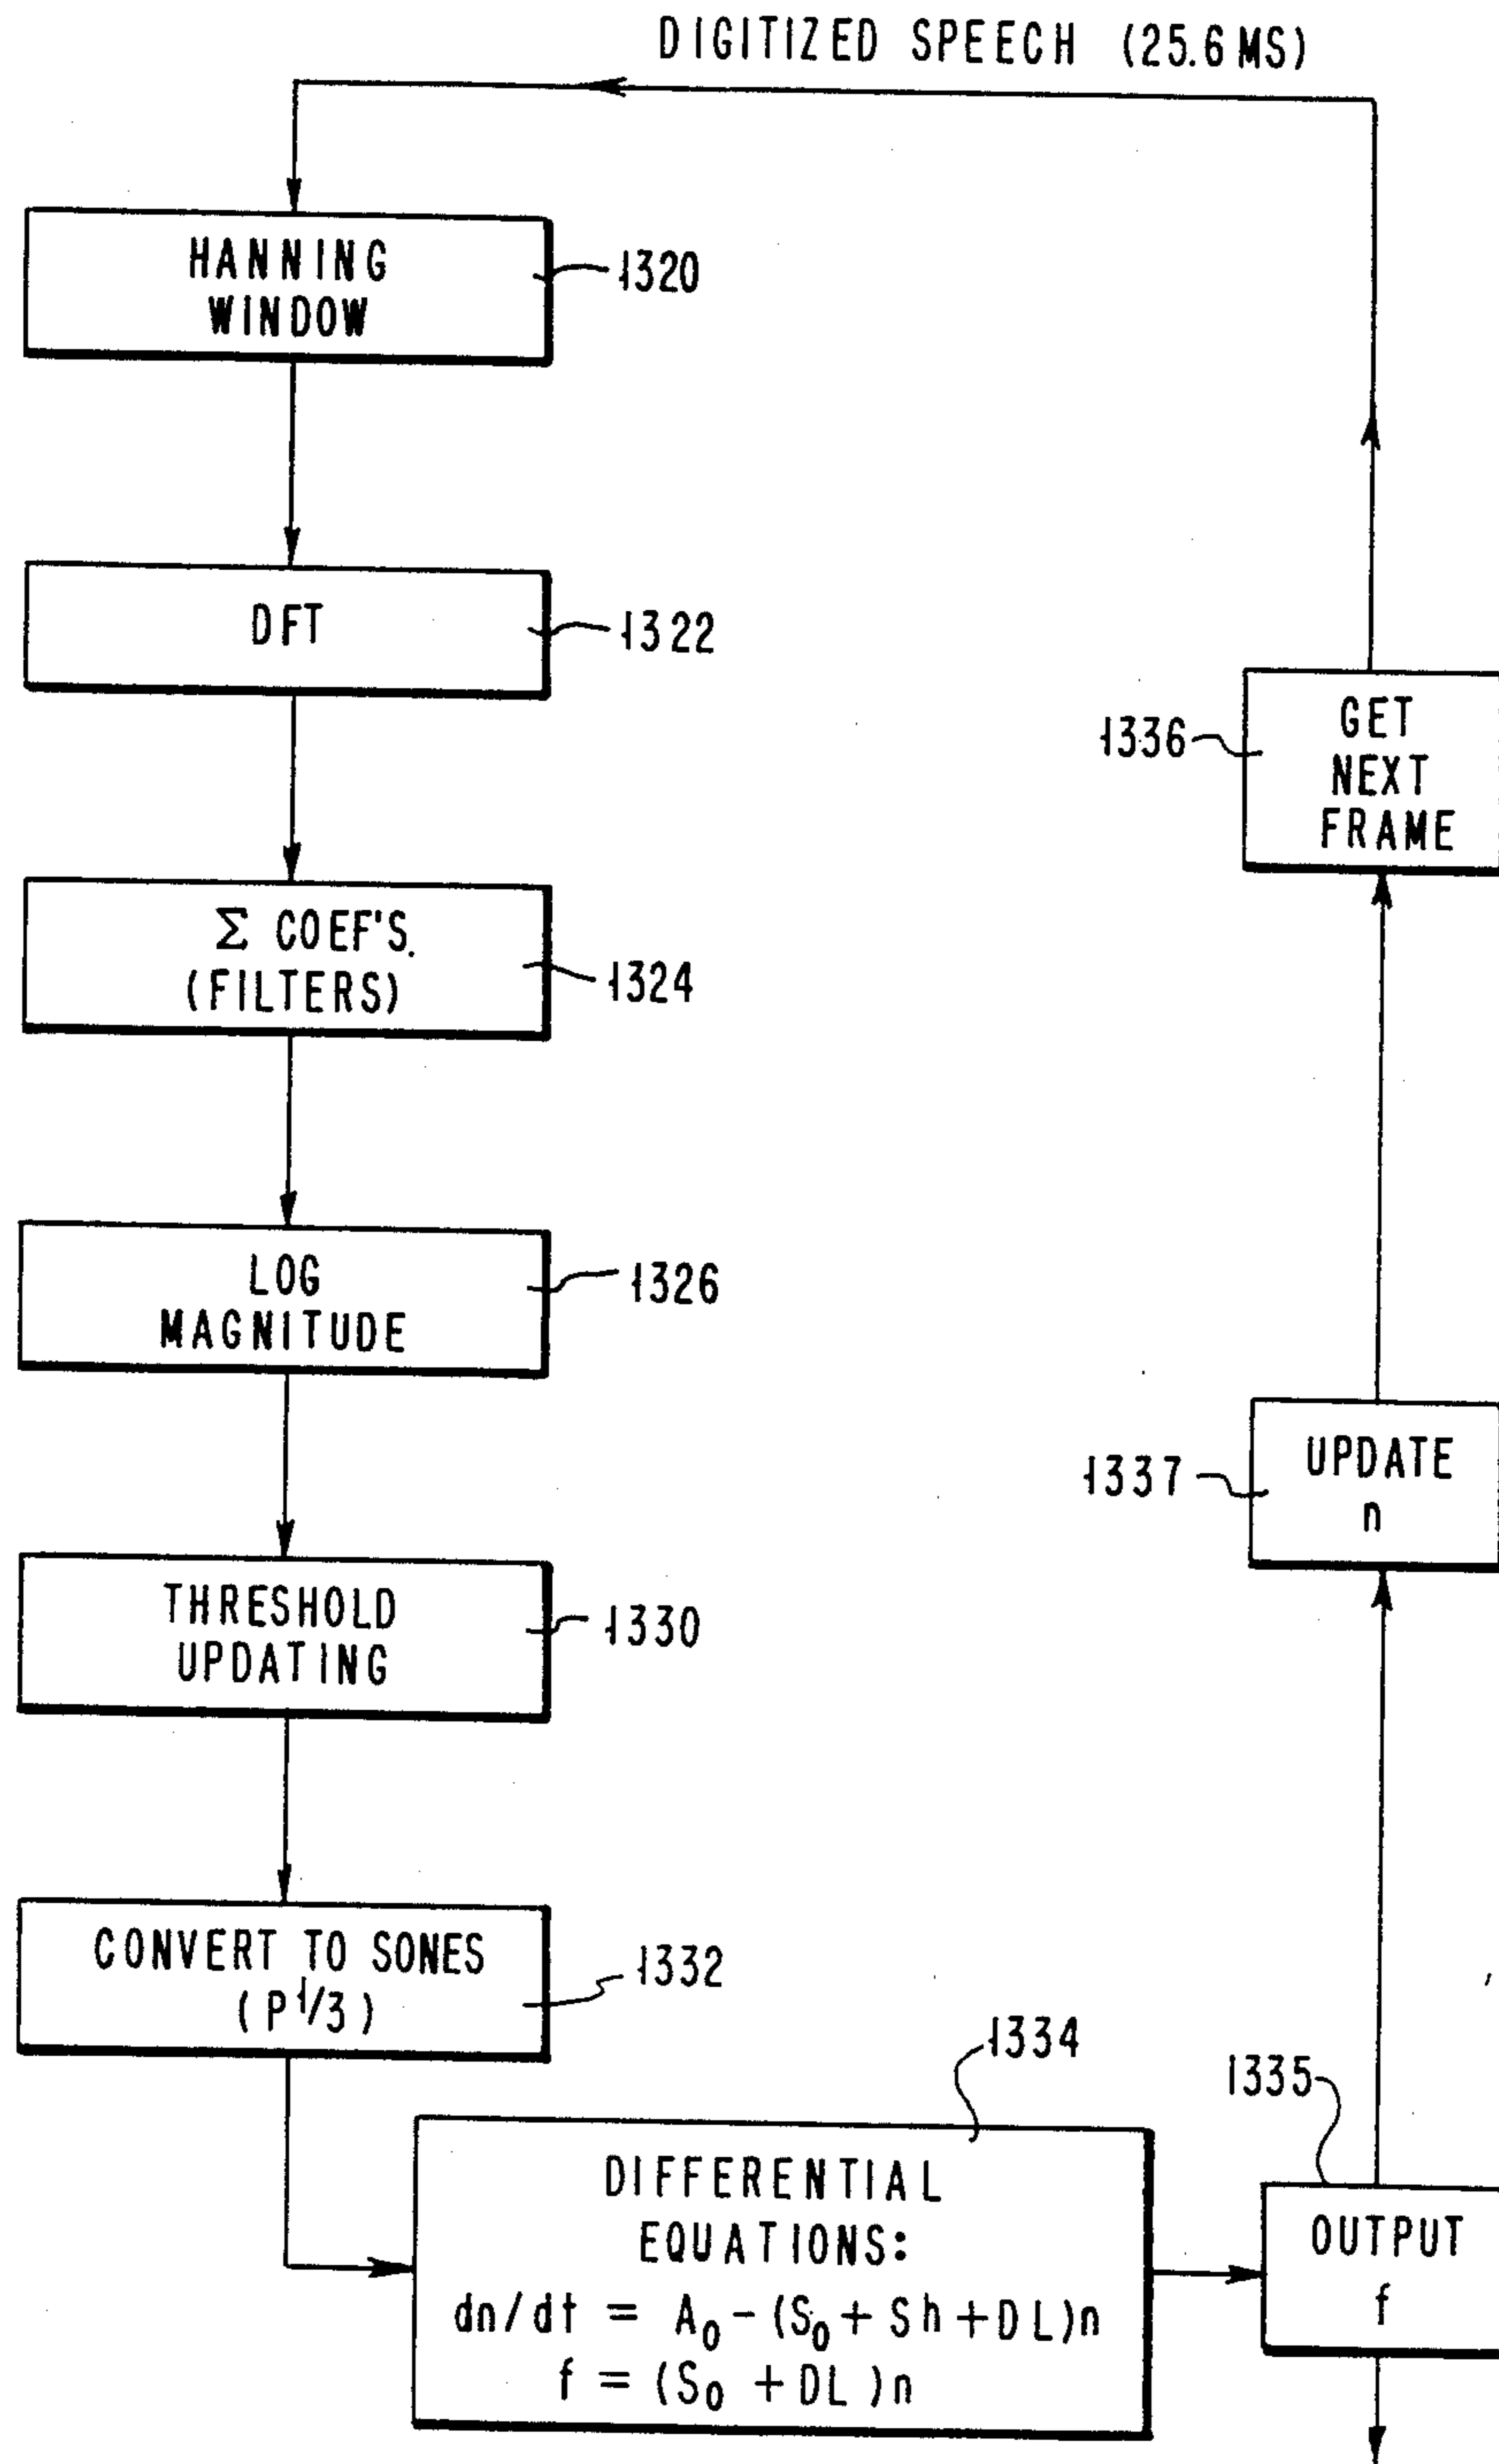 DIGITIZED SPEECH (25.6 MS)
HANNING
WINDOW
1320
DFT
1322
Σ COEF'S.
(FILTERS)
1324
LOG
MAGNITUDE
1326
THRESHOLD
UPDATING
1330
CONVERT TO SONES
(P^1/3)
1332
1334
DIFFERENTIAL
EQUATIONS:
dn/dt = A₀ - (S₀ + Sh + DL)n
f = (S₀ + DL)n
1335
OUTPUT
f
1337
UPDATE
n
1336
GET
NEXT
FRAME